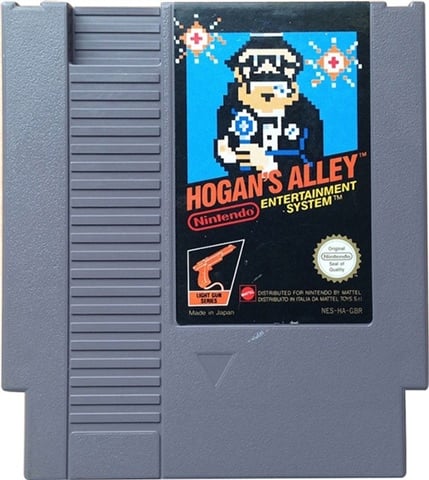 HOGAN'S ALLEY™
Nintendo
ENTERTAINMENT
SYSTEM™
Original
Nintendo
Seal of
Quality
LIGHT GUN
SERIES
Made in Japan
MATTEL
DISTRIBUTED FOR NINTENDO BY MATTEL
DISTRIBUITO IN ITALIA DA MATTEL TOYS S.r.l
NES-HA-GBR